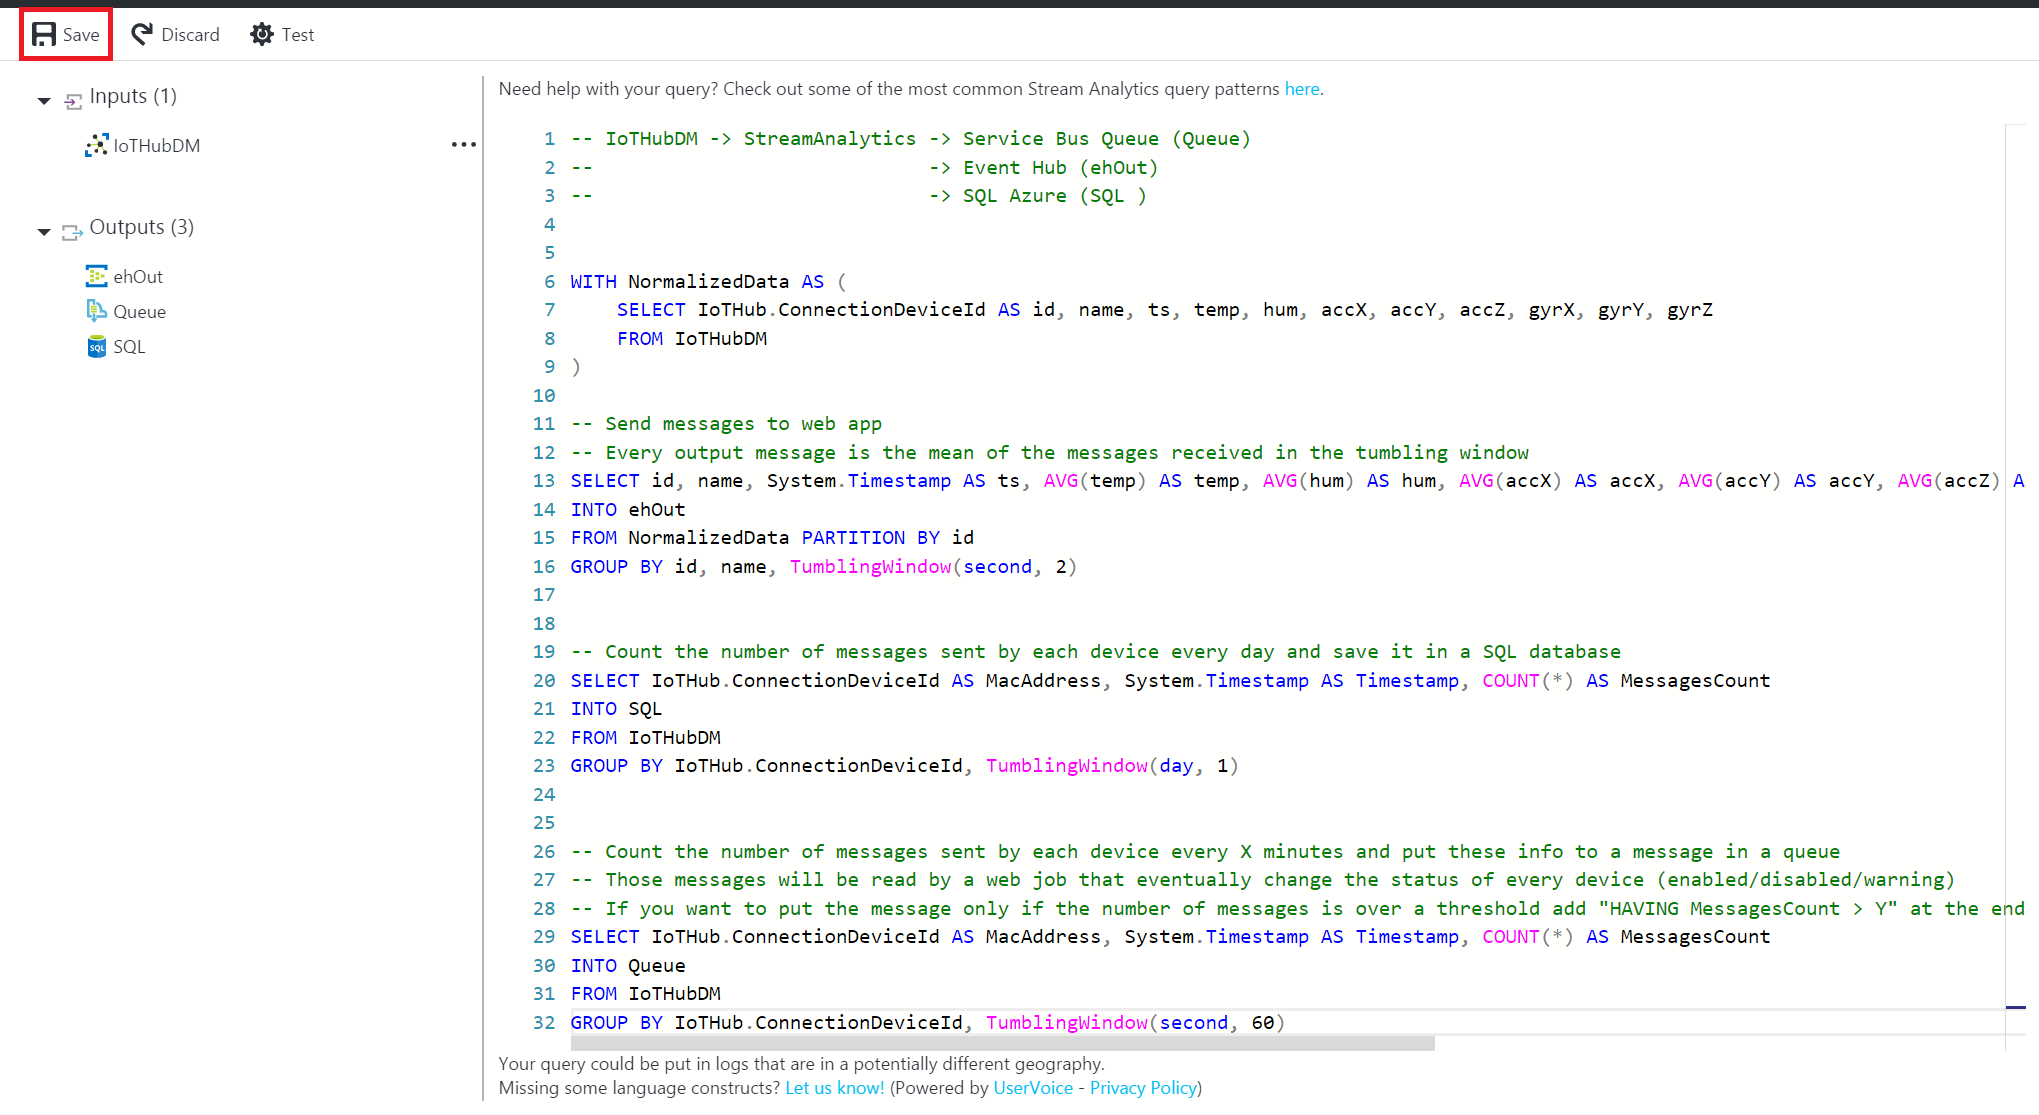 Save Discard Test
Inputs (1)
IoTHubDM
Outputs (3)
ehOut
Queue
SQL
SQL
Need help with your query? Check out some of the most common Stream Analytics query patterns here.
1 -- IoTHubDM -> StreamAnalytics -> Service Bus Queue (Queue)
2 --                             -> Event Hub (ehOut)
3 --                             -> SQL Azure (SQL )
4
5
6 WITH NormalizedData AS (
7     SELECT IoTHub.ConnectionDeviceId AS id, name, ts, temp, hum, accX, accY, accZ, gyrX, gyrY, gyrZ
8     FROM IoTHubDM
9 )
10
11 -- Send messages to web app
12 -- Every output message is the mean of the messages received in the tumbling window
13 SELECT id, name, System.Timestamp AS ts, AVG(temp) AS temp, AVG(hum) AS hum, AVG(accX) AS accX, AVG(accY) AS accY, AVG(accZ) A
14 INTO ehOut
15 FROM NormalizedData PARTITION BY id
16 GROUP BY id, name, TumblingWindow(second, 2)
17
18
19 -- Count the number of messages sent by each device every day and save it in a SQL database
20 SELECT IoTHub.ConnectionDeviceId AS MacAddress, System.Timestamp AS Timestamp, COUNT(*) AS MessagesCount
21 INTO SQL
22 FROM IoTHubDM
23 GROUP BY IoTHub.ConnectionDeviceId, TumblingWindow(day, 1)
24
25
26 -- Count the number of messages sent by each device every X minutes and put these info to a message in a queue
27 -- Those messages will be read by a web job that eventually change the status of every device (enabled/disabled/warning)
28 -- If you want to put the message only if the number of messages is over a threshold add "HAVING MessagesCount > Y" at the end
29 SELECT IoTHub.ConnectionDeviceId AS MacAddress, System.Timestamp AS Timestamp, COUNT(*) AS MessagesCount
30 INTO Queue
31 FROM IoTHubDM
32 GROUP BY IoTHub.ConnectionDeviceId, TumblingWindow(second, 60)
Your query could be put in logs that are in a potentially different geography.
Missing some language constructs? Let us know! (Powered by UserVoice - Privacy Policy)